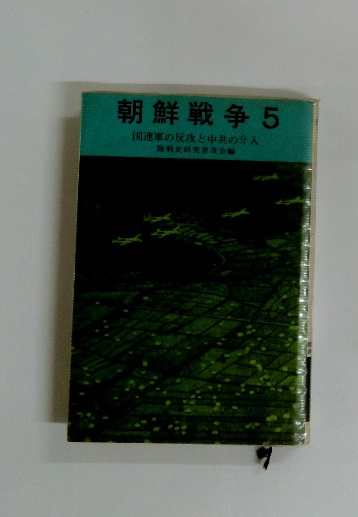 朝鮮戦争 5
国連軍の反攻と中共の介入
陸戦史研究普及会編